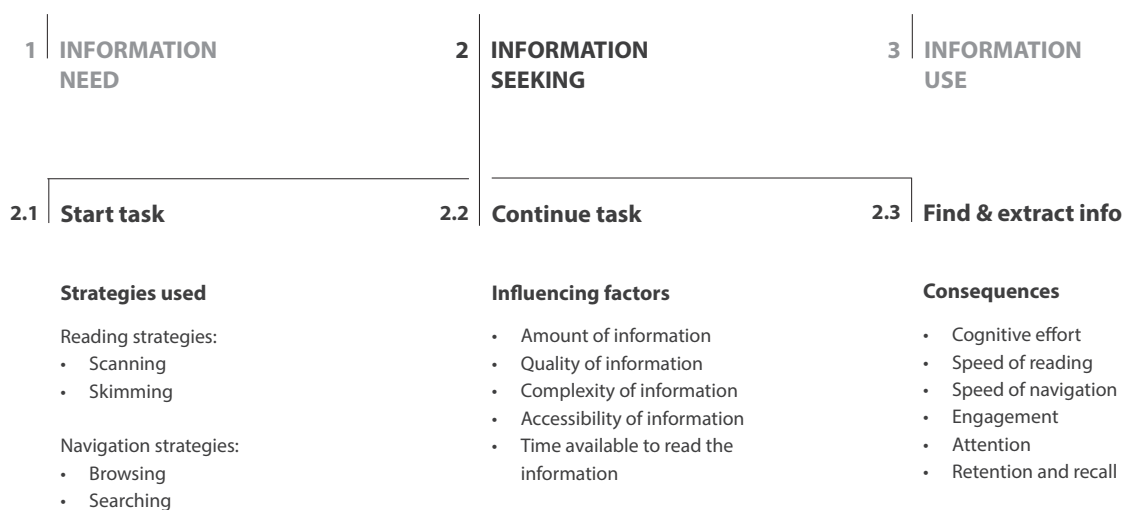 1 INFORMATION
NEED
2 INFORMATION
SEEKING
3 INFORMATION
USE
2.1 Start task
Strategies used
Reading strategies:
• Scanning
• Skimming
Navigation strategies:
• Browsing
• Searching
2.2 Continue task
Influencing factors
• Amount of information
• Quality of information
• Complexity of information
• Accessibility of information
• Time available to read the
information
2.3 Find & extract info
Consequences
• Cognitive effort
• Speed of reading
• Speed of navigation
• Engagement
• Attention
• Retention and recall